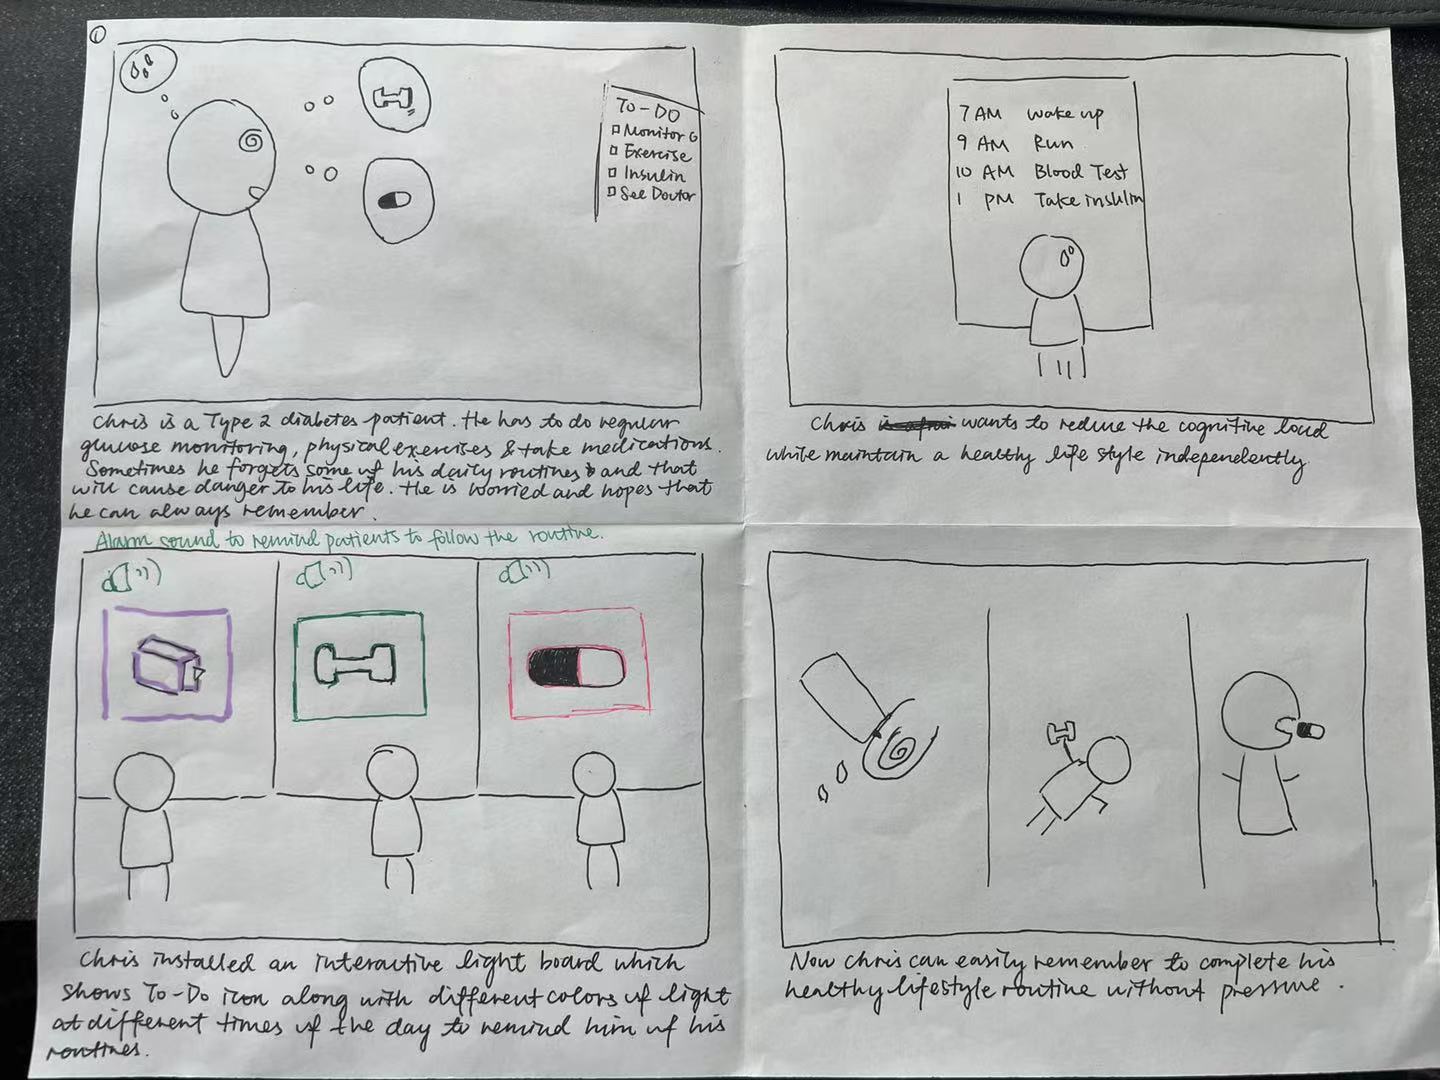 1
To-DO
Monitor G
Exercise
Insulin
See Doctor
Chris is a Type 2 diabetes patient. He has to do regular
glucose monitoring, physical exercises & take medications.
Sometimes he forgets some of his daily routines and that
will cause danger to his life. He is worried and hopes that
he can always remember.
7 AM wake up
9 AM Run
10 AM Blood Test
1 PM Take insulin
Chris wants to reduce the cognitive load
while maintain a healthy life style independently
Alarm sound to remind patients to follow the routine.
Chris installed an interactive light board which
shows To-Do icon along with different colors of light
at different times of the day to remind him of his
routines.
Now Chris can easily remember to complete his
healthy lifestyle routine without pressure.